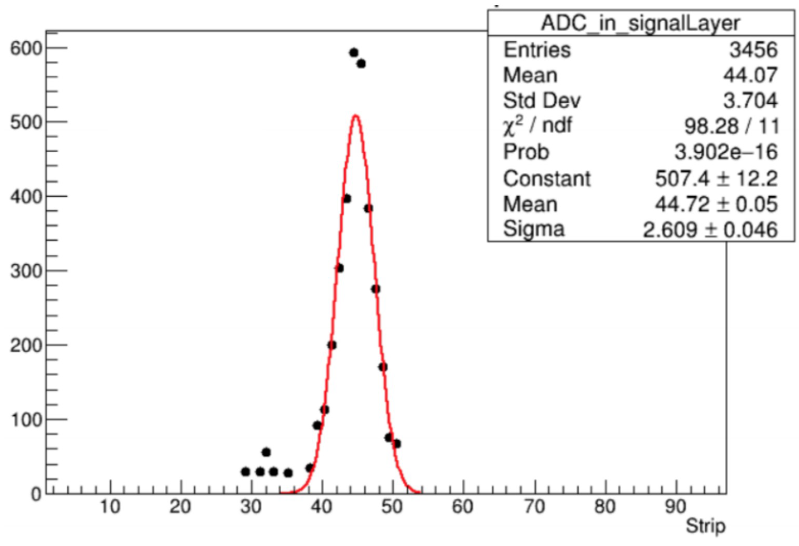 ADC_in_signalLayer
Entries 3456
Mean 44.07
Std Dev 3.704
χ² / ndf 98.28 / 11
Prob 3.902e−16
Constant 507.4 ± 12.2
Mean 44.72 ± 0.05
Sigma 2.609 ± 0.046
600
500
400
300
200
100
0
10 20 30 40 50 60 70 80 90
Strip